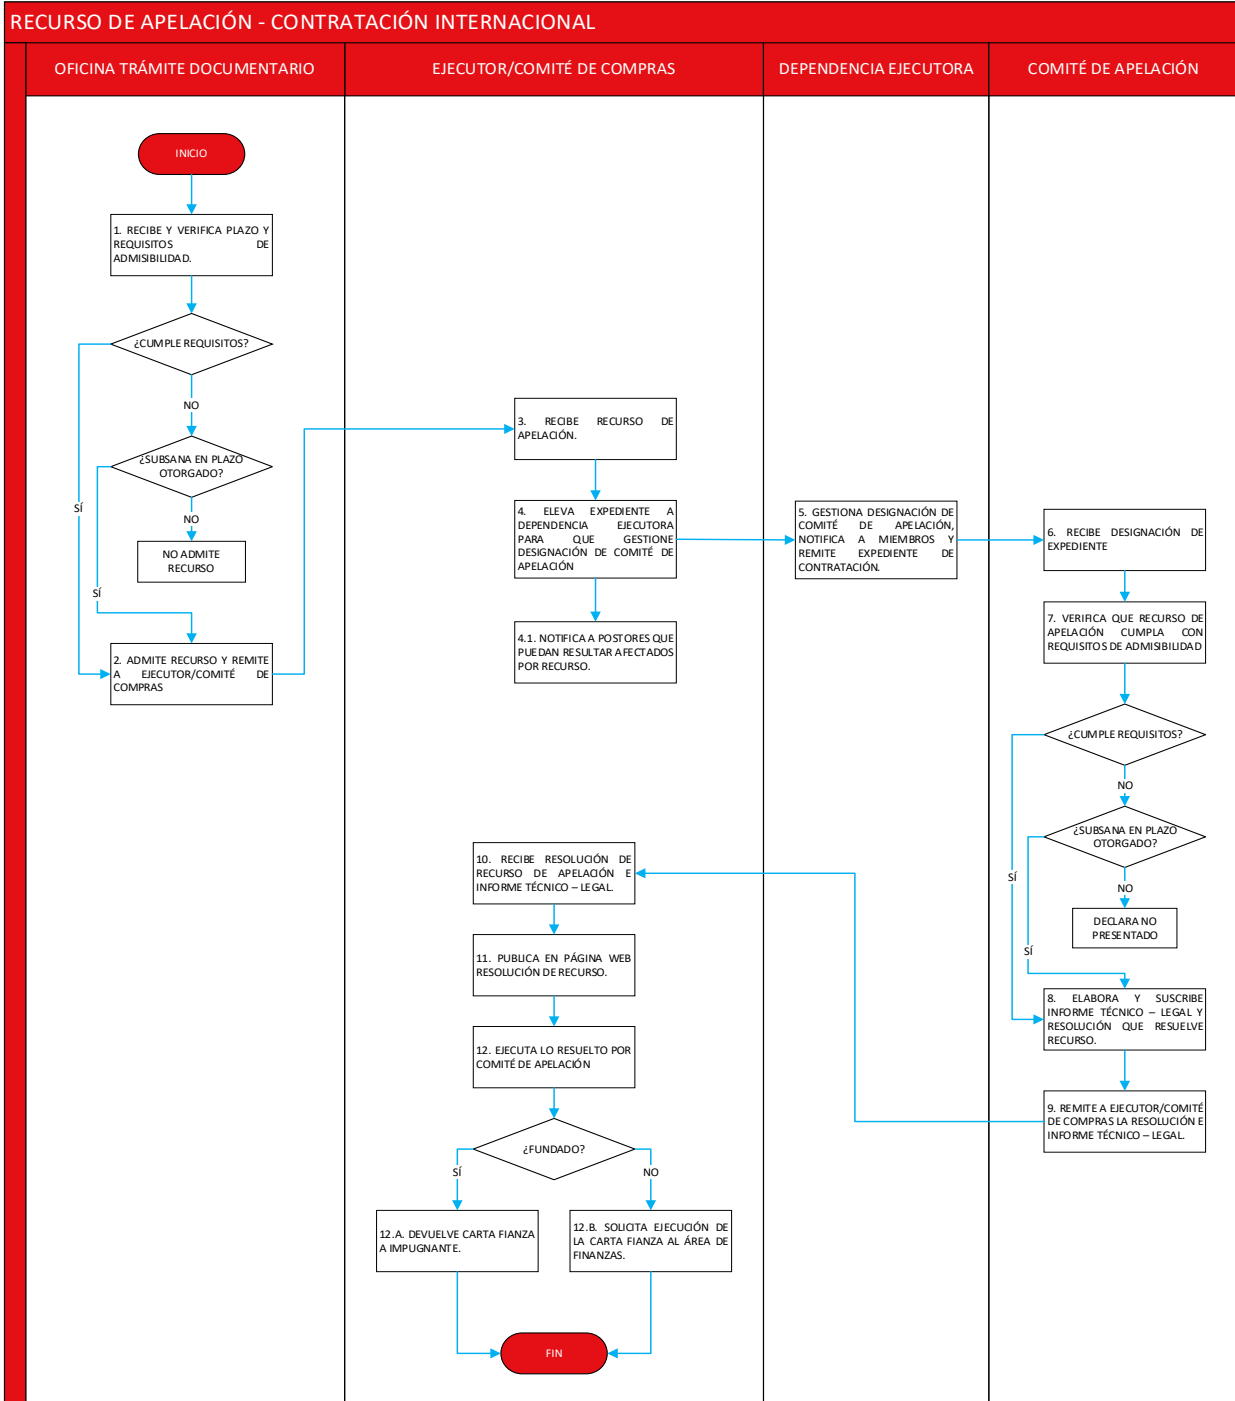 RECURSO DE APELACIÓN - CONTRATACIÓN INTERNACIONAL
OFICINA TRÁMITE DOCUMENTARIO
EJECUTOR/COMITÉ DE COMPRAS
DEPENDENCIA EJECUTORA
COMITÉ DE APELACIÓN
INICIO
1. RECIBE Y VERIFICA PLAZO Y
REQUISITOS DE
ADMISIBILIDAD.
¿CUMPLE REQUISITOS?
NO
¿SUBSANA EN PLAZO
OTORGADO?
SÍ
NO
NO ADMITE
RECURSO
SÍ
2. ADMITE RECURSO Y REMITE
A EJECUTOR/COMITÉ DE
COMPRAS
3. RECIBE RECURSO DE
APELACIÓN.
4. ELEVA EXPEDIENTE A
DEPENDENCIA EJECUTORA
PARA QUE GESTIONE
DESIGNACIÓN DE COMITÉ DE
APELACIÓN
4.1. NOTIFICA A POSTORES QUE
PUEDAN RESULTAR AFECTADOS
POR RECURSO.
5. GESTIONA DESIGNACIÓN DE
COMITÉ DE APELACIÓN,
NOTIFICA A MIEMBROS Y
REMITE EXPEDIENTE DE
CONTRATACIÓN.
6. RECIBE DESIGNACIÓN DE
EXPEDIENTE
7. VERIFICA QUE RECURSO DE
APELACIÓN CUMPLA CON
REQUISITOS DE ADMISIBILIDAD
¿CUMPLE REQUISITOS?
NO
¿SUBSANA EN PLAZO
OTORGADO?
SÍ
NO
DECLARA NO
PRESENTADO
SÍ
8. ELABORA Y SUSCRIBE
INFORME TÉCNICO – LEGAL Y
RESOLUCIÓN QUE RESUELVE
RECURSO.
9. REMITE A EJECUTOR/COMITÉ
DE COMPRAS LA RESOLUCIÓN E
INFORME TÉCNICO – LEGAL.
10. RECIBE RESOLUCIÓN DE
RECURSO DE APELACIÓN E
INFORME TÉCNICO – LEGAL.
11. PUBLICA EN PÁGINA WEB
RESOLUCIÓN DE RECURSO.
12. EJECUTA LO RESUELTO POR
COMITÉ DE APELACIÓN
¿FUNDADO?
SÍ
NO
12.A. DEVUELVE CARTA FIANZA
A IMPUGNANTE.
12.B. SOLICITA EJECUCIÓN DE
LA CARTA FIANZA AL ÁREA DE
FINANZAS.
FIN